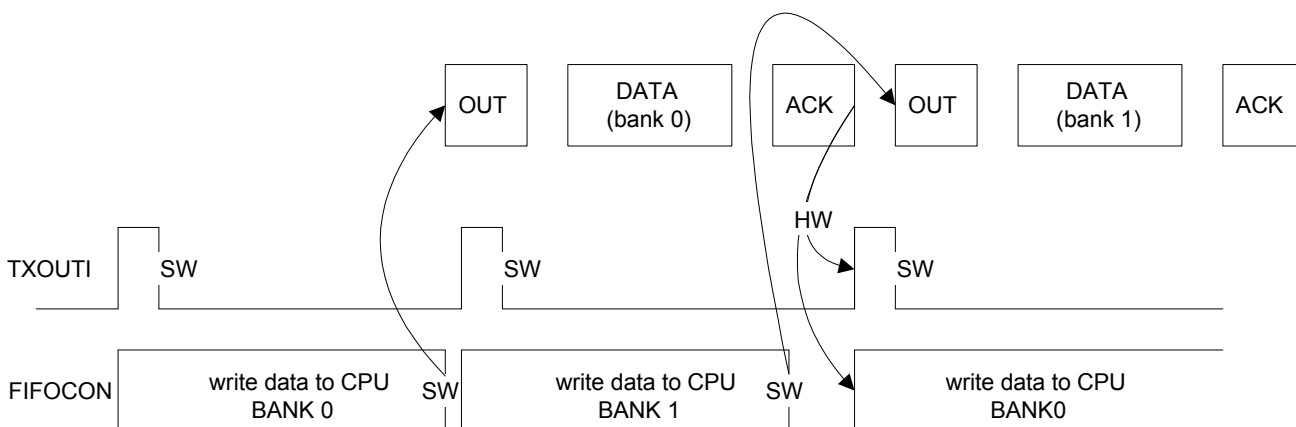 OUT
DATA
(bank 0)
ACK
OUT
DATA
(bank 1)
ACK
HW
TXOUTI
SW
SW
SW
FIFOCON
write data to CPU
BANK 0
SW
write data to CPU
BANK 1
SW
write data to CPU
BANK0